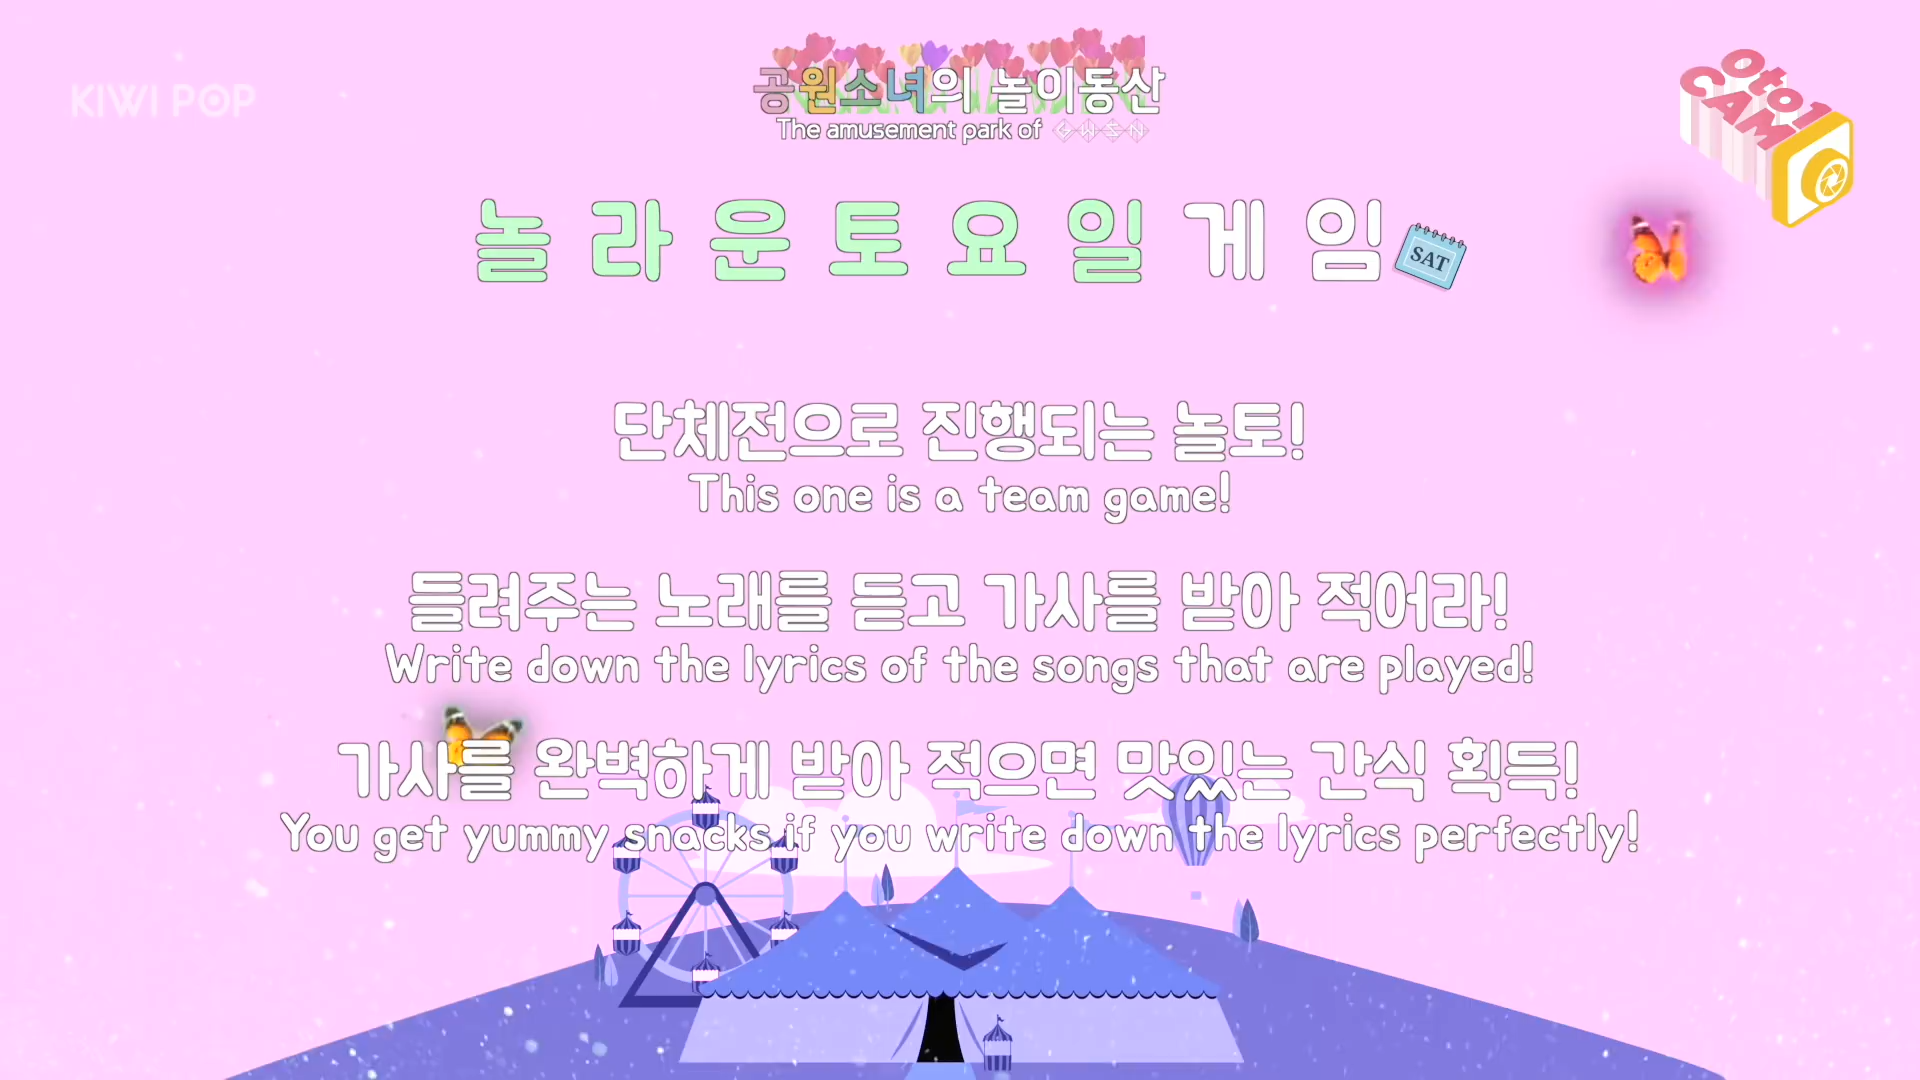 KIWI POP
공원소녀의 놀이동산
The amusement park of GWSN
oto1
CAM
놀라운토요일게임
SAT
단체전으로 진행되는 놀토!
This one is a team game!
들려주는 노래를 듣고 가사를 받아 적어라!
Write down the lyrics of the songs that are played!
가사를 완벽하게 받아 적으면 맛있는 간식 획득!
You get yummy snacks if you write down the lyrics perfectly!